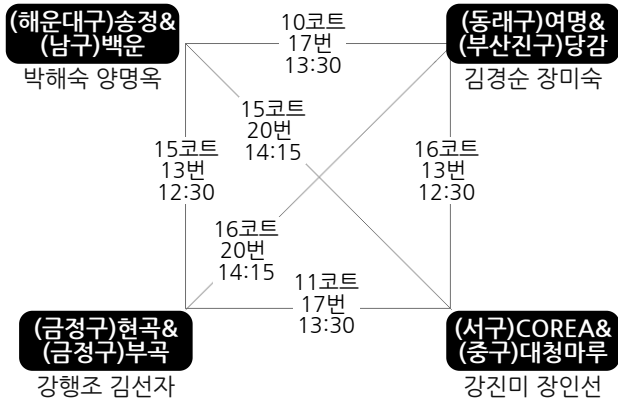 (해운대구)송정&
(남구)백운
박해숙 양명옥
10코트
17번
13:30
(동래구)여명&
(부산진구)당감
김경순 장미숙
15코트
20번
14:15
15코트
13번
12:30
16코트
13번
12:30
16코트
20번
14:15
11코트
17번
13:30
(금정구)현곡&
(금정구)부곡
강행조 김선자
(서구)COREA&
(중구)대청마루
강진미 장인선